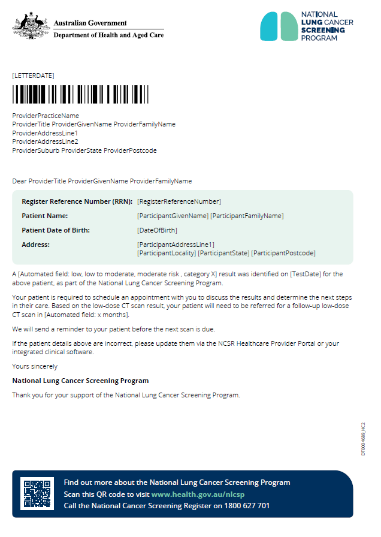 Australian Government
Department of Health and Aged Care
NATIONAL
LUNG CANCER
SCREENING
PROGRAM
[LETTERDATE]
ProviderPracticeName
ProviderTitle ProviderGivenName ProviderFamilyName
ProviderAddressLine1
ProviderAddressLine2
ProviderSuburb ProviderState ProviderPostcode
Dear ProviderTitle ProviderGivenName ProviderFamilyName
Register Reference Number (RRN): [RegisterReferenceNumber]
Patient Name: [ParticipantGivenName] [ParticipantFamilyName]
Patient Date of Birth: [DateOfBirth]
Address: [ParticipantAddressLine1]
[ParticipantLocality] [ParticipantState] [ParticipantPostcode]
A [Automated field: low, low to moderate, moderate risk ; category X] result was identified on [TestDate] for the
above patient, as part of the National Lung Cancer Screening Program.
Your patient is required to schedule an appointment with you to discuss the results and determine the next steps
in their care. Based on the low-dose CT scan result, your patient will need to be referred for a follow-up low-dose
CT scan in [Automated field: x months].
We will send a reminder to your patient before the next scan is due.
If the patient details above are incorrect, please update them via the NCSR Healthcare Provider Portal or your
integrated clinical software.
Yours sincerely
National Lung Cancer Screening Program
Thank you for your support of the National Lung Cancer Screening Program.
Find out more about the National Lung Cancer Screening Program
Scan this QR code to visit www.health.gov.au/nlcsp
Call the National Cancer Screening Register on 1800 627 701